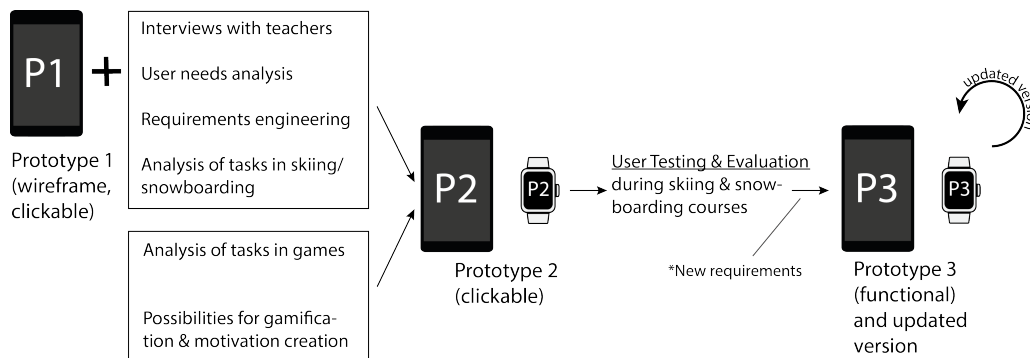 P1
Prototype 1
(wireframe,
clickable)
Interviews with teachers
User needs analysis
Requirements engineering
Analysis of tasks in skiing/
snowboarding
Analysis of tasks in games
Possibilities for gamifica-
tion & motivation creation
P2
P2
Prototype 2
(clickable)
User Testing & Evaluation
during skiing & snow-
boarding courses
*New requirements
P3
P3
updated version
Prototype 3
(functional)
and updated
version